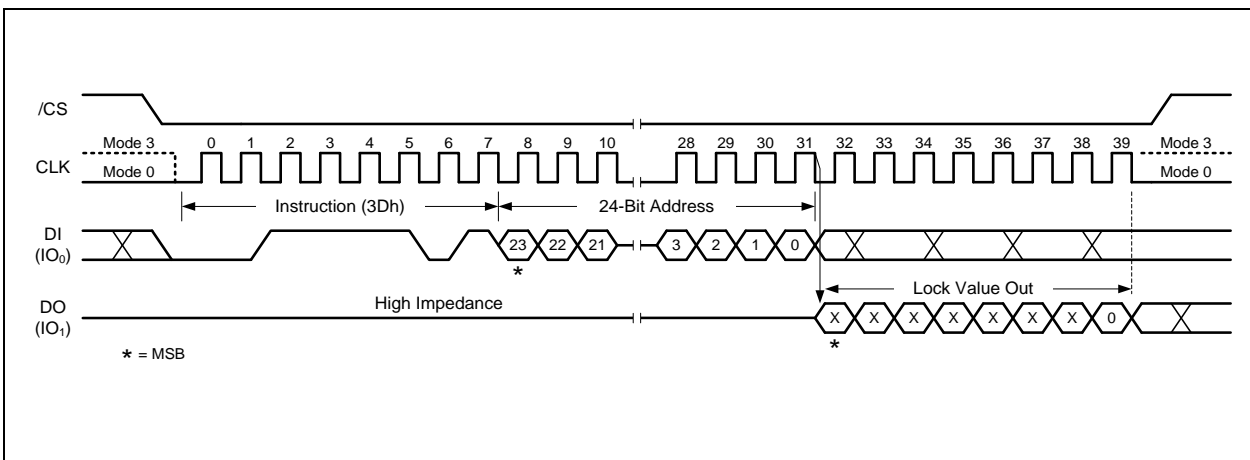 /CS
Mode 3 0 1 2 3 4 5 6 7 8 9 10 28 29 30 31 32 33 34 35 36 37 38 39 Mode 3
CLK
Mode 0 Mode 0
Instruction (3Dh) 24-Bit Address
DI
(IO₀)
23 22 21 3 2 1 0
*
Lock Value Out
High Impedance
DO
(IO₁)
X X X X X X X 0
*
* = MSB